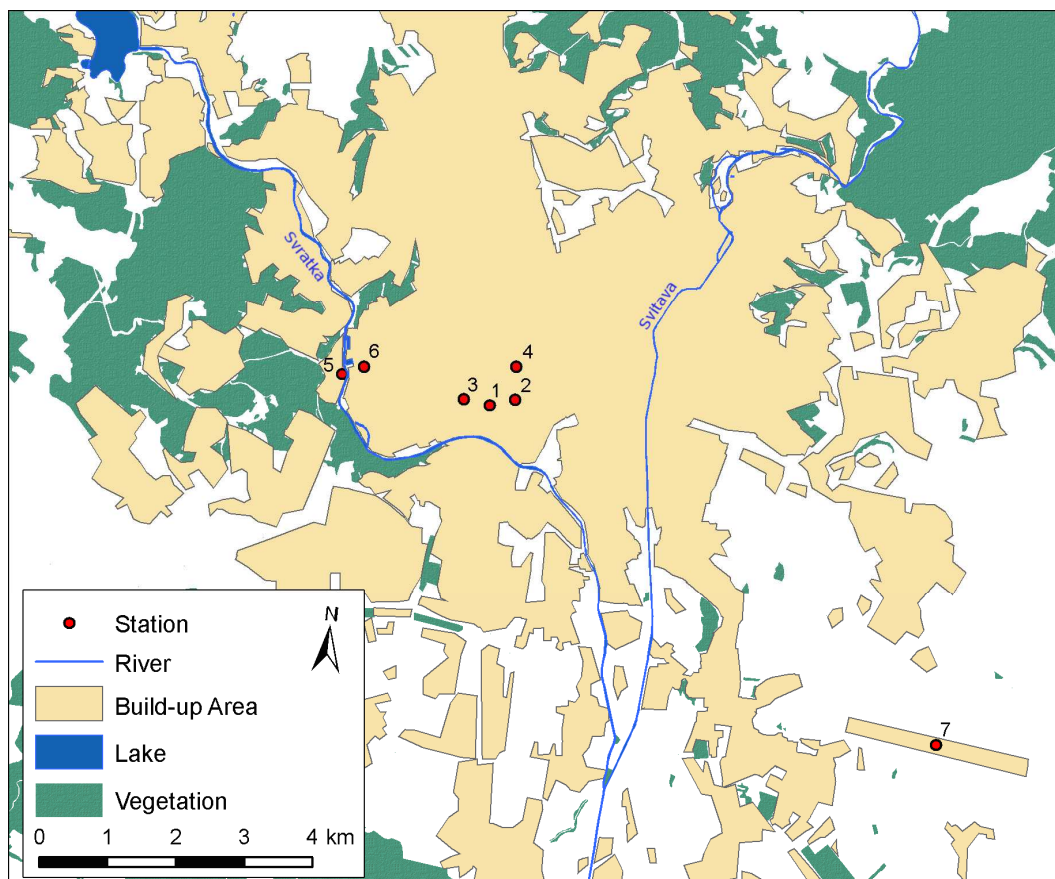 Svratka
Svitava
5
6
4
3
1
2
7
N
Station
River
Build-up Area
Lake
Vegetation
0 1 2 3 4 km